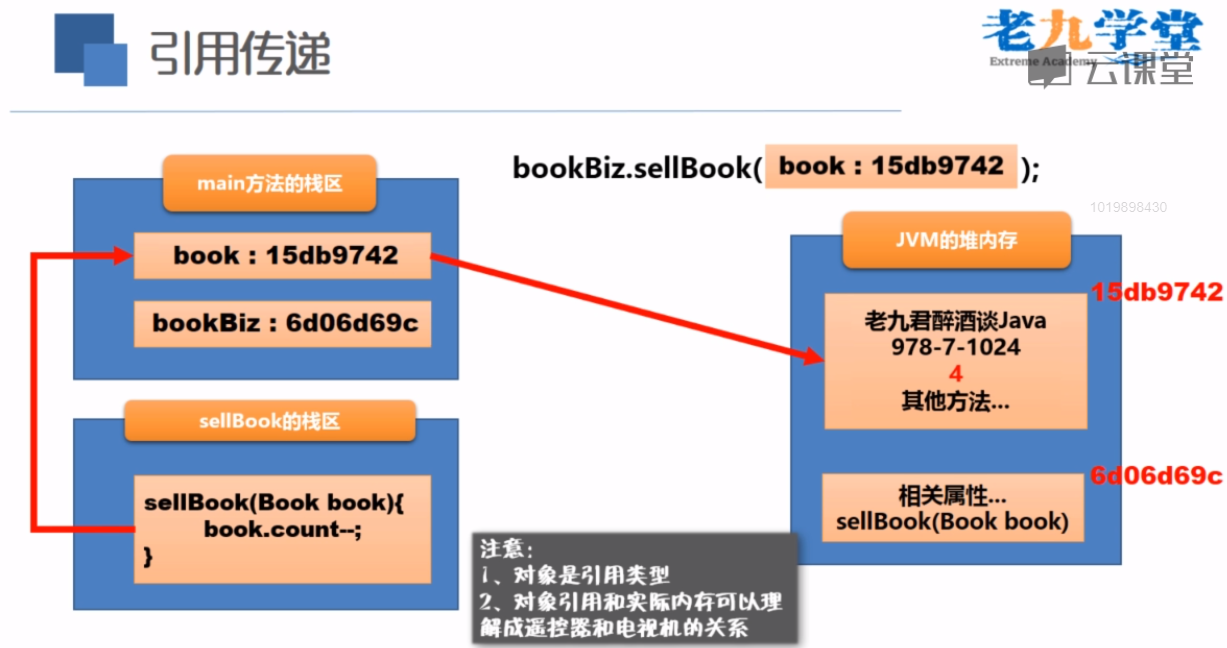 引用传递
老九学堂
Extreme Academy
云课堂
bookBiz.sellBook( book : 15db9742 );
1019898430
main方法的栈区
book : 15db9742
bookBiz : 6d06d69c
JVM的堆内存
15db9742
老九君醉酒谈Java
978-7-1024
4
其他方法...
6d06d69c
相关属性...
sellBook(Book book)
sellBook的栈区
sellBook(Book book){
book.count--;
}
注意：
1、对象是引用类型
2、对象引用和实际内存可以理
解成遥控器和电视机的关系